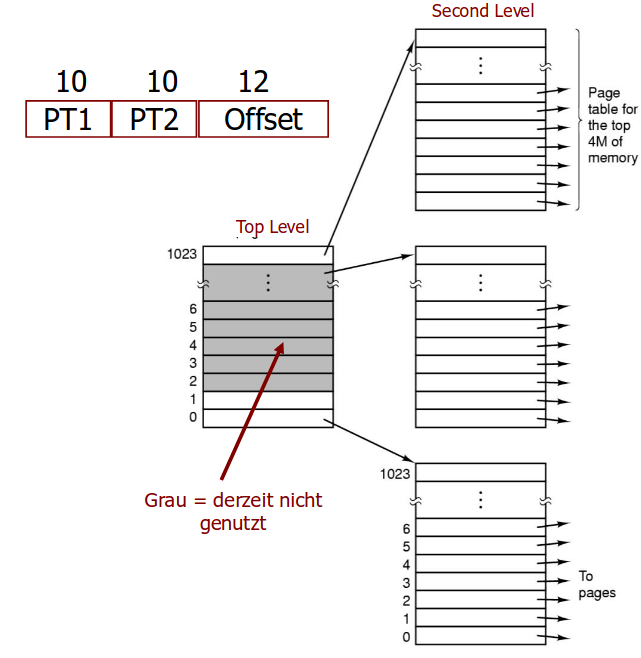 Second Level
10 10 12
PT1 PT2 Offset
Page
table for
the top
4M of
memory
Top Level
1023
6
5
4
3
2
1
0
Grau = derzeit nicht
genutzt
1023
6
5
4
3
2
1
0
To
pages